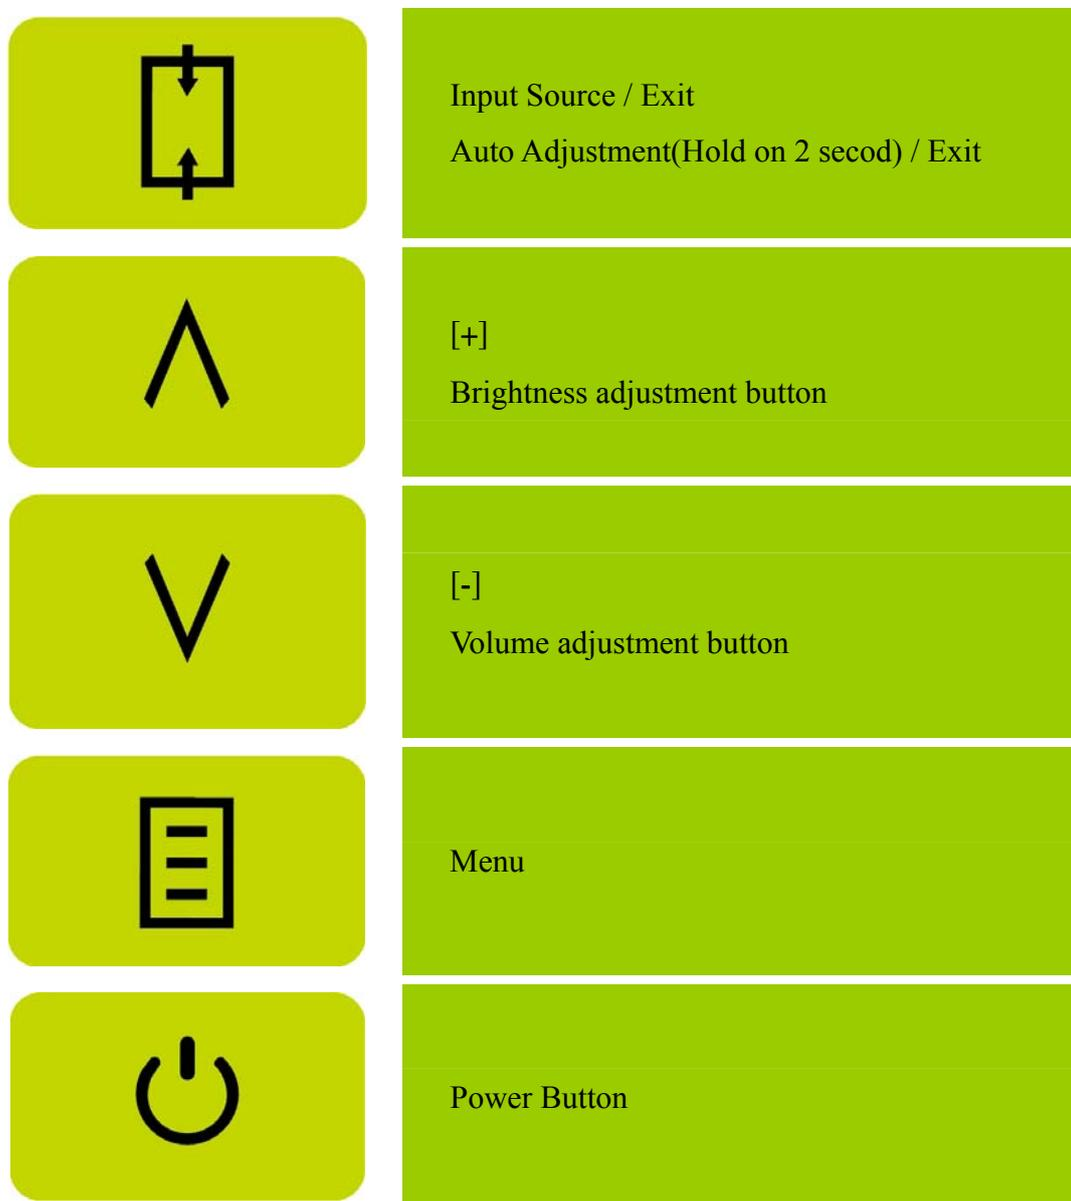 Input Source / Exit
Auto Adjustment(Hold on 2 secod) / Exit
[+]
Brightness adjustment button
[-]
Volume adjustment button
Menu
Power Button